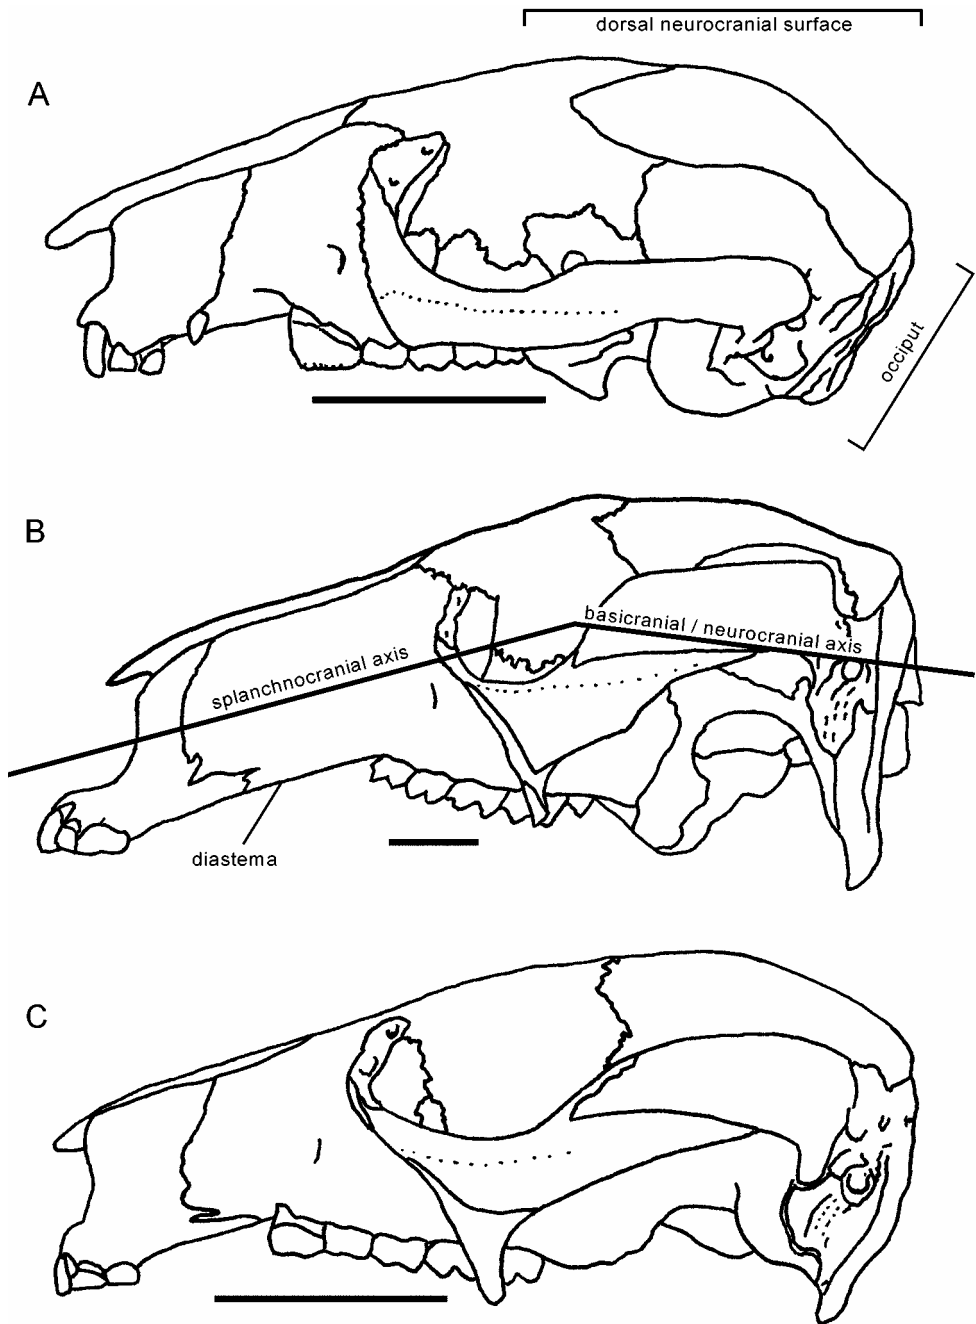 dorsal neurocranial surface
A
occiput
B
basicranial / neurocranial axis
splanchnocranial axis
diastema
C